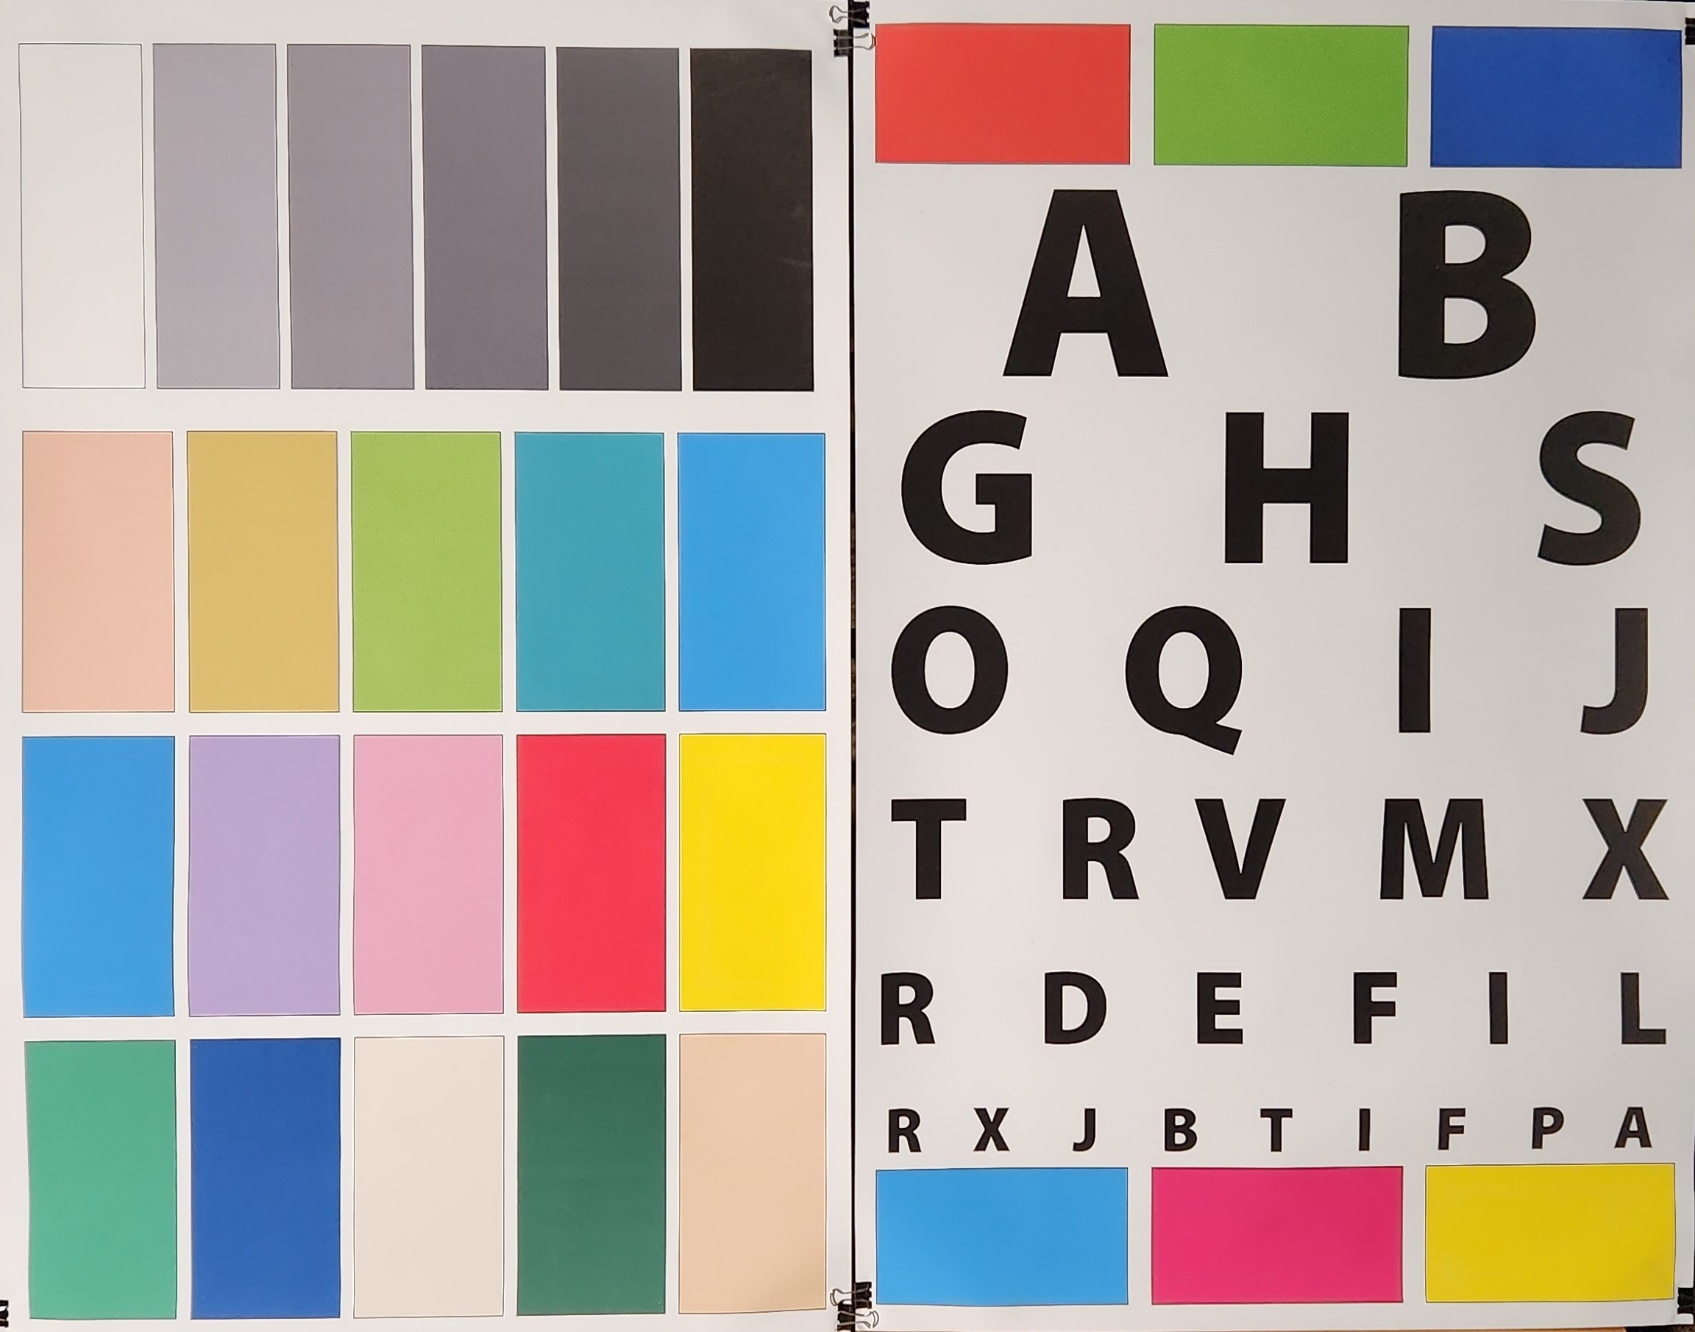 A B
G H S
O Q I J
T R V M X
R D E F I L
R X J B T I F P A